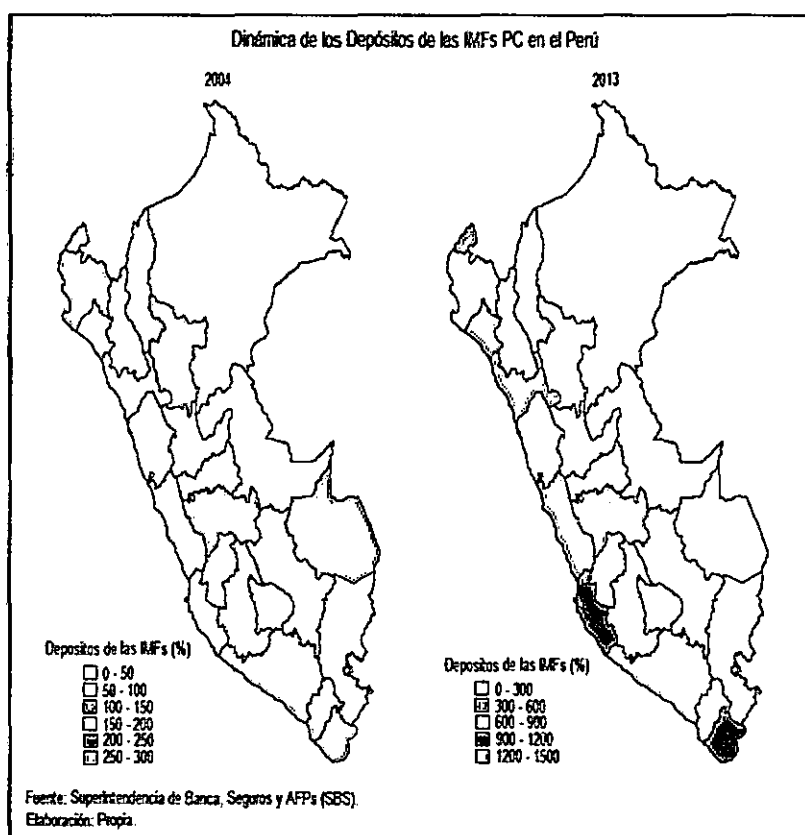 Dinámica de los Depósitos de las IMFs PC en el Perú
2004
2013
Depositos de las IMFs (%)
0 - 50
50 - 100
100 - 150
150 - 200
200 - 250
250 - 300
Depositos de las IMFs (%)
0 - 300
300 - 600
600 - 900
900 - 1200
1200 - 1500
Fuente: Superintendencia de Banca, Seguros y AFPs (SBS).
Elaboración: Propia.